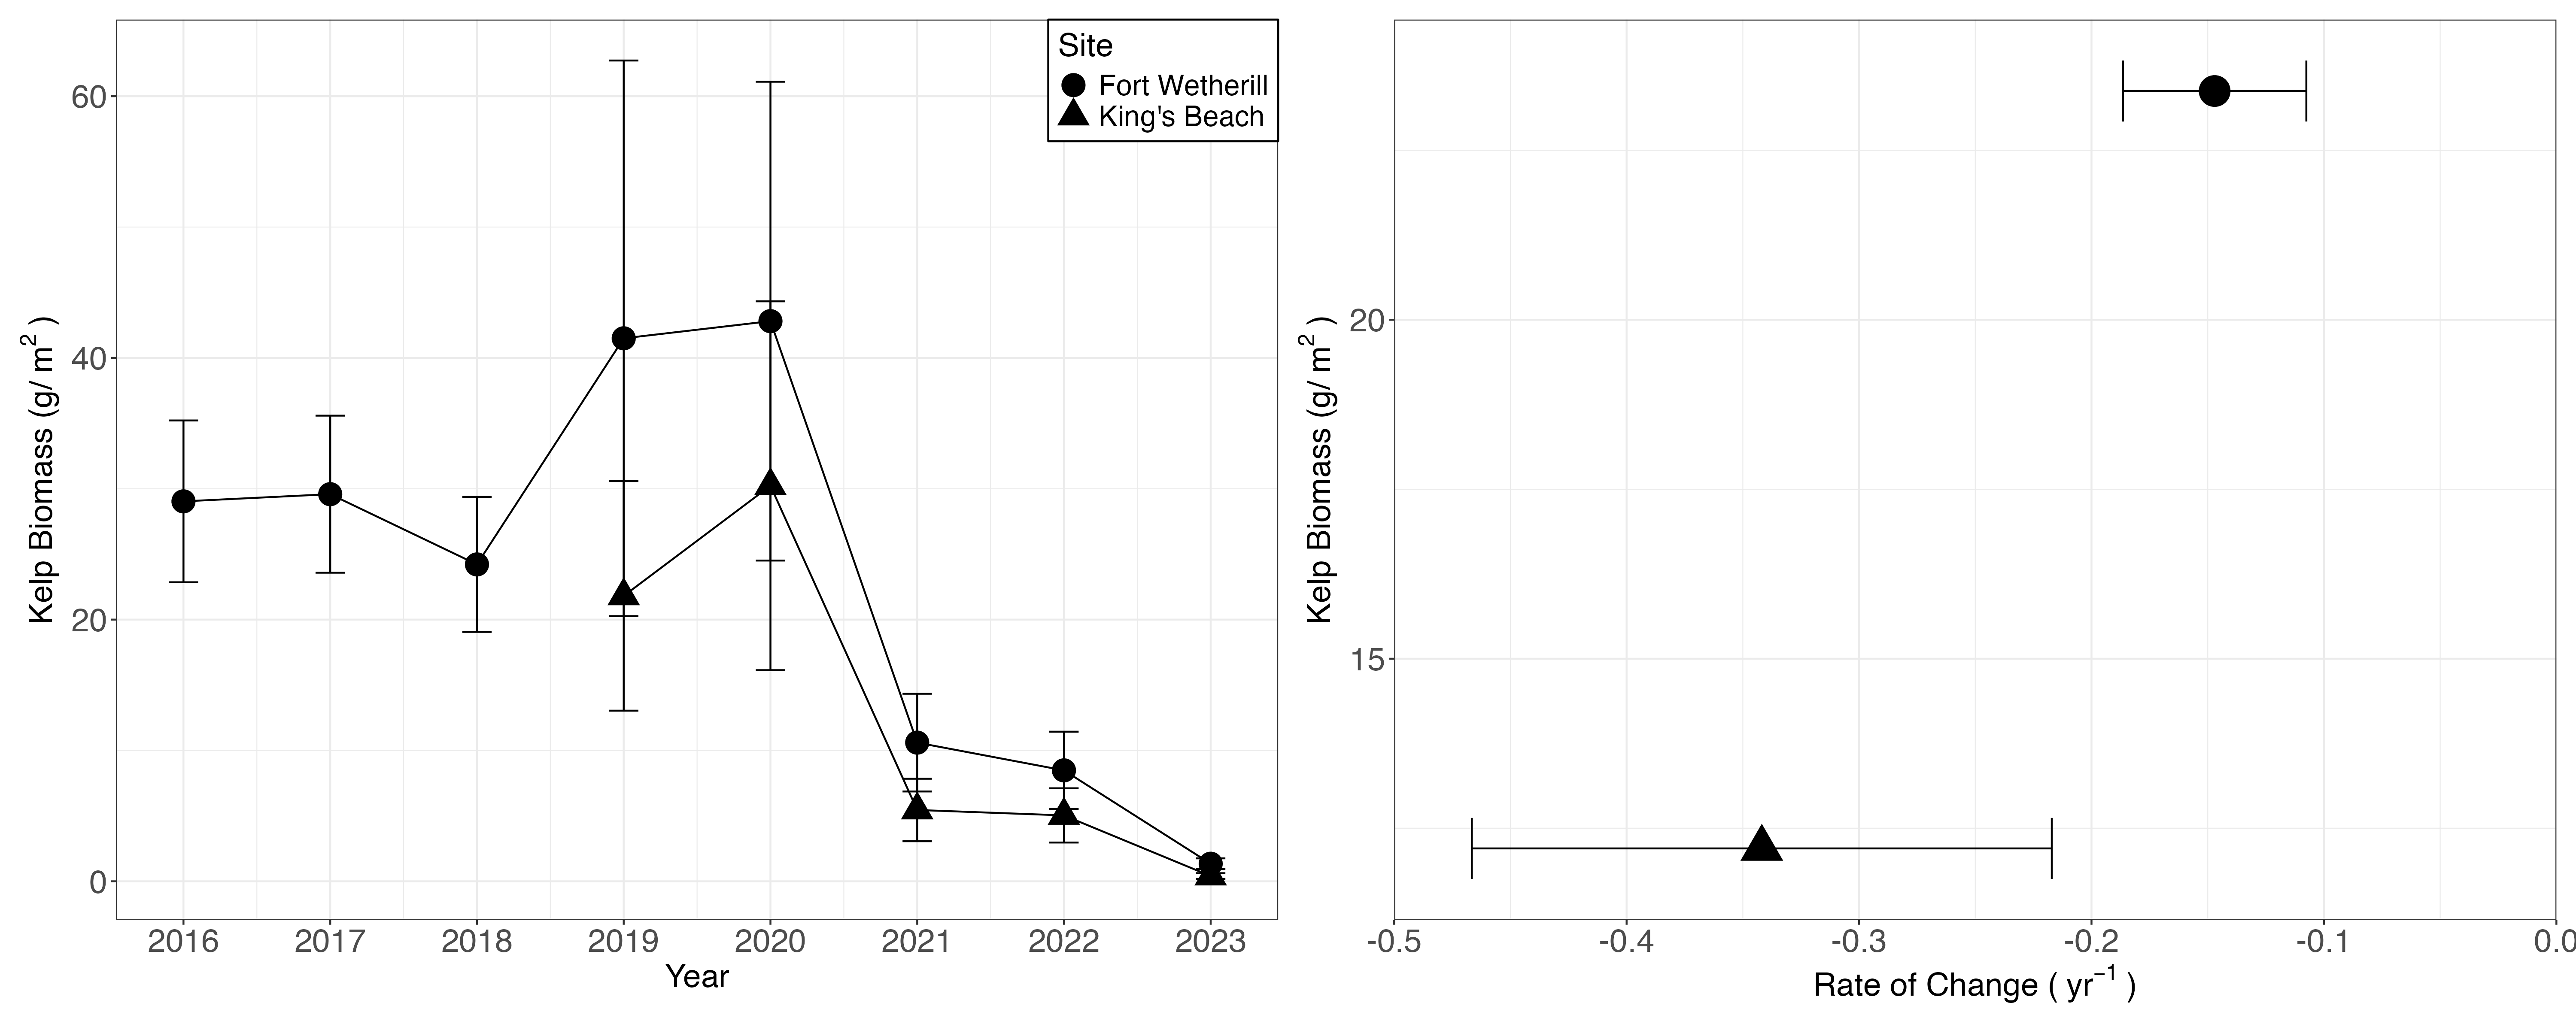 Site
Fort Wetherill
King's Beach
60
40
20
0
Kelp Biomass (g/ m² )
2016 2017 2018 2019 2020 2021 2022 2023
Year
20
15
Kelp Biomass (g/ m² )
-0.5 -0.4 -0.3 -0.2 -0.1 0.0
Rate of Change ( yr⁻¹ )